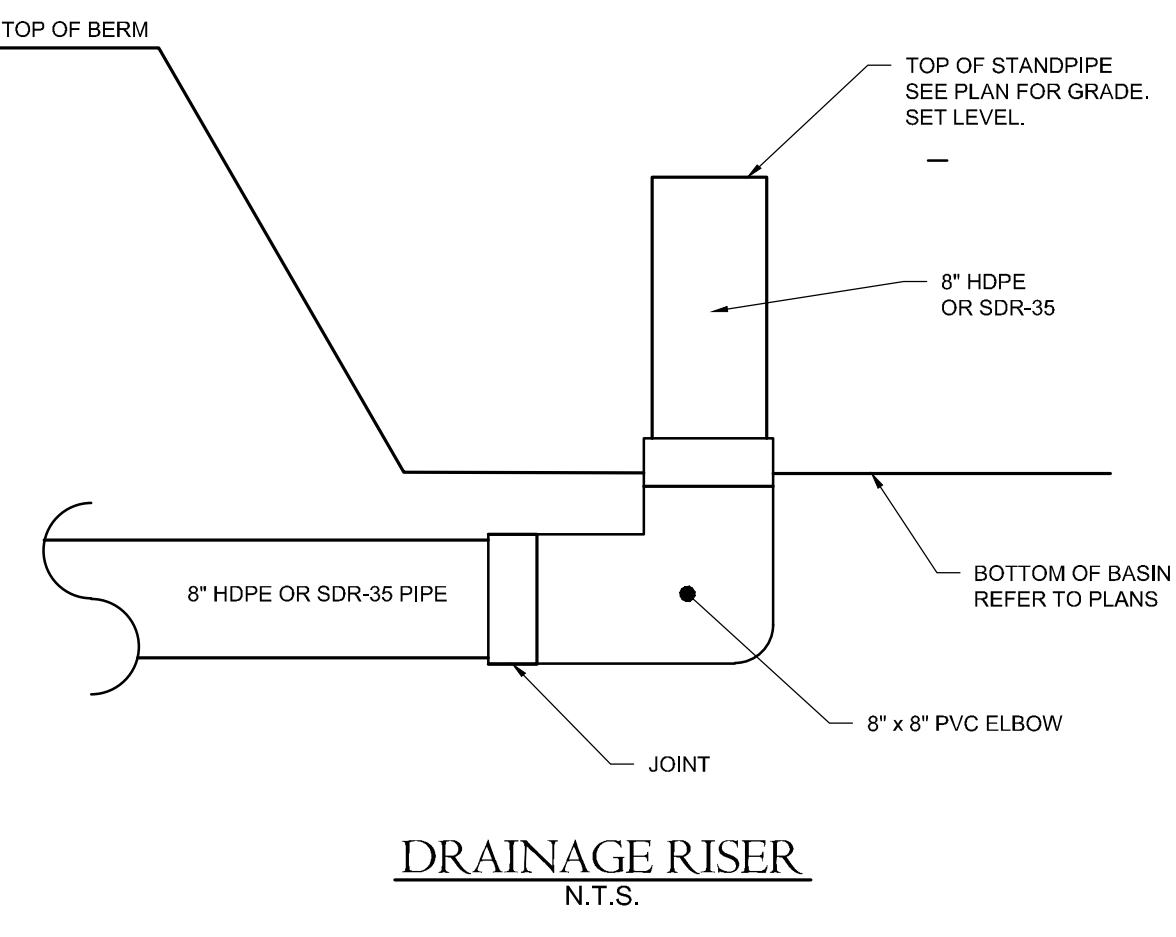 TOP OF BERM
TOP OF STANDPIPE
SEE PLAN FOR GRADE.
SET LEVEL.
8" HDPE
OR SDR-35
8" HDPE OR SDR-35 PIPE
BOTTOM OF BASIN
REFER TO PLANS
8" x 8" PVC ELBOW
JOINT
DRAINAGE RISER
N.T.S.